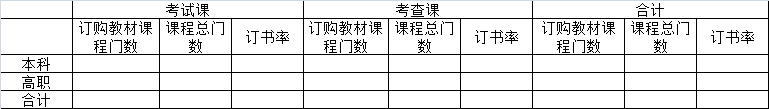 考试课 考查课 合计
订购教材课 课程总门 订书率 订购教材课 课程总门 订书率 订购教材课 课程总门 订书率
程门数 数 程门数 数 程门数 数
本科
高职
合计